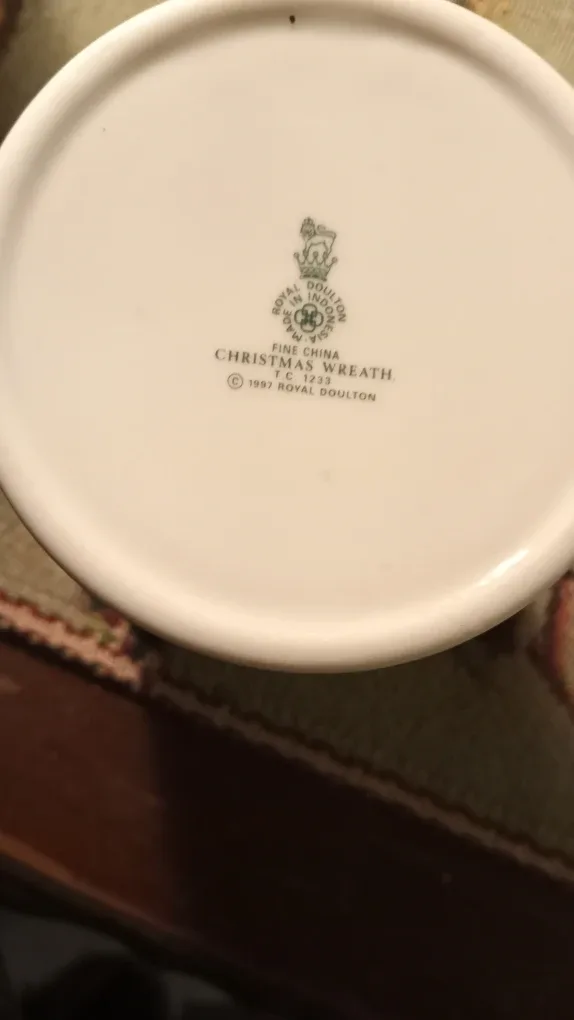 ROYAL DOULTON
MADE IN INDONESIA
FINE CHINA
CHRISTMAS WREATH
T.C. 1233
© 1997 ROYAL DOULTON